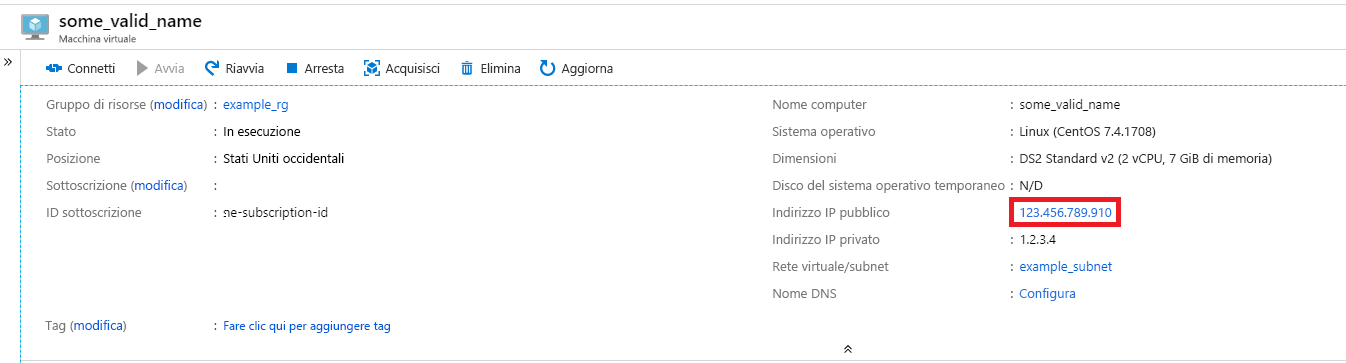 some_valid_name
Macchina virtuale
» Connetti Avvia Riavvia Arresta Acquisisci Elimina Aggiorna
Gruppo di risorse (modifica) : example_rg
Stato : In esecuzione
Posizione : Stati Uniti occidentali
Sottoscrizione (modifica) :
ID sottoscrizione : ne-subscription-id
Nome computer : some_valid_name
Sistema operativo : Linux (CentOS 7.4.1708)
Dimensioni : DS2 Standard v2 (2 vCPU, 7 GiB di memoria)
Disco del sistema operativo temporaneo : N/D
Indirizzo IP pubblico : 123.456.789.910
Indirizzo IP privato : 1.2.3.4
Rete virtuale/subnet : example_subnet
Nome DNS : Configura
Tag (modifica) : Fare clic qui per aggiungere tag